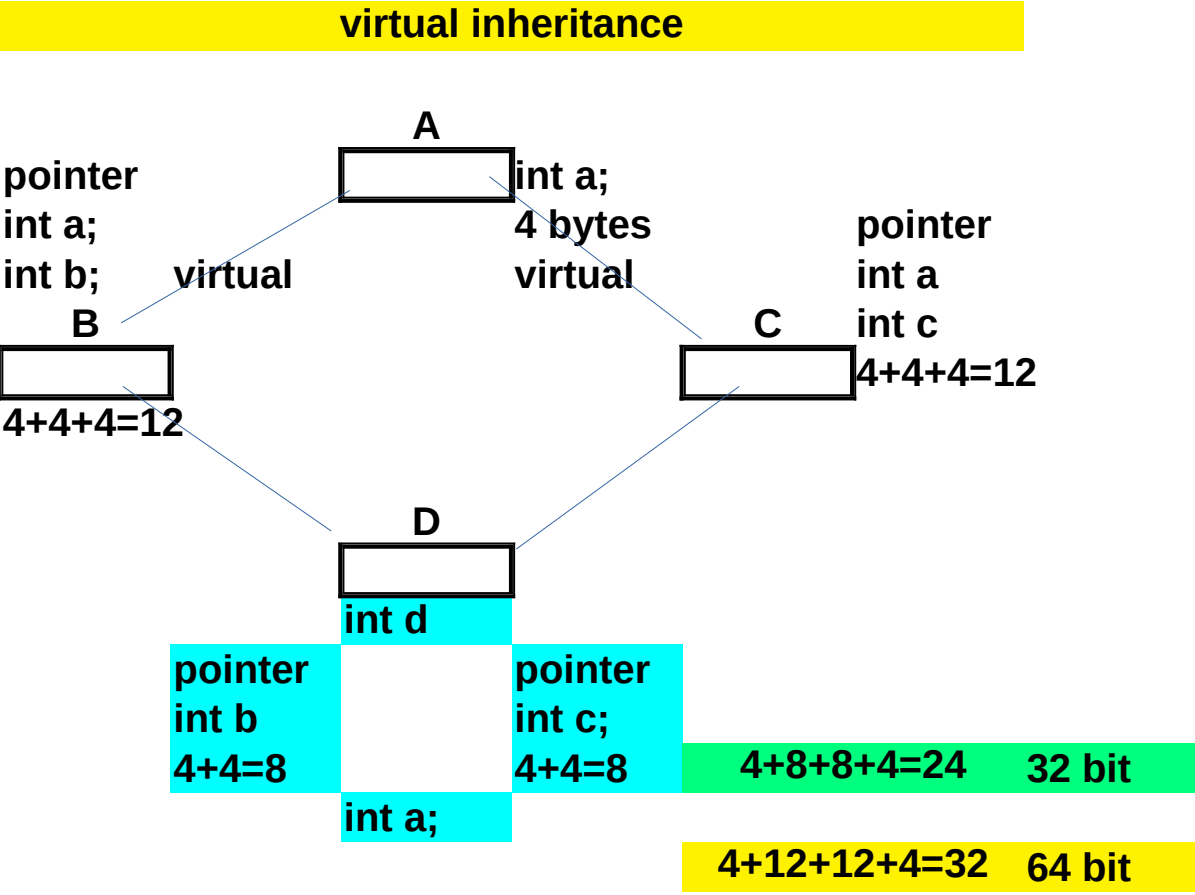 virtual inheritance
A
pointer
int a;
int a;
4 bytes
pointer
int b;
virtual
virtual
int a
B
C
int c
4+4+4=12
4+4+4=12
D
int d
pointer
pointer
int b
int c;
4+4=8
4+4=8
4+8+8+4=24
32 bit
int a;
4+12+12+4=32
64 bit